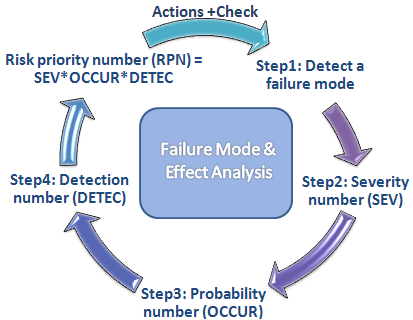 Actions +Check
Risk priority number (RPN) =
SEV*OCCUR*DETEC
Step1: Detect a
failure mode
Failure Mode &
Effect Analysis
Step4: Detection
number (DETEC)
Step2: Severity
number (SEV)
Step3: Probability
number (OCCUR)